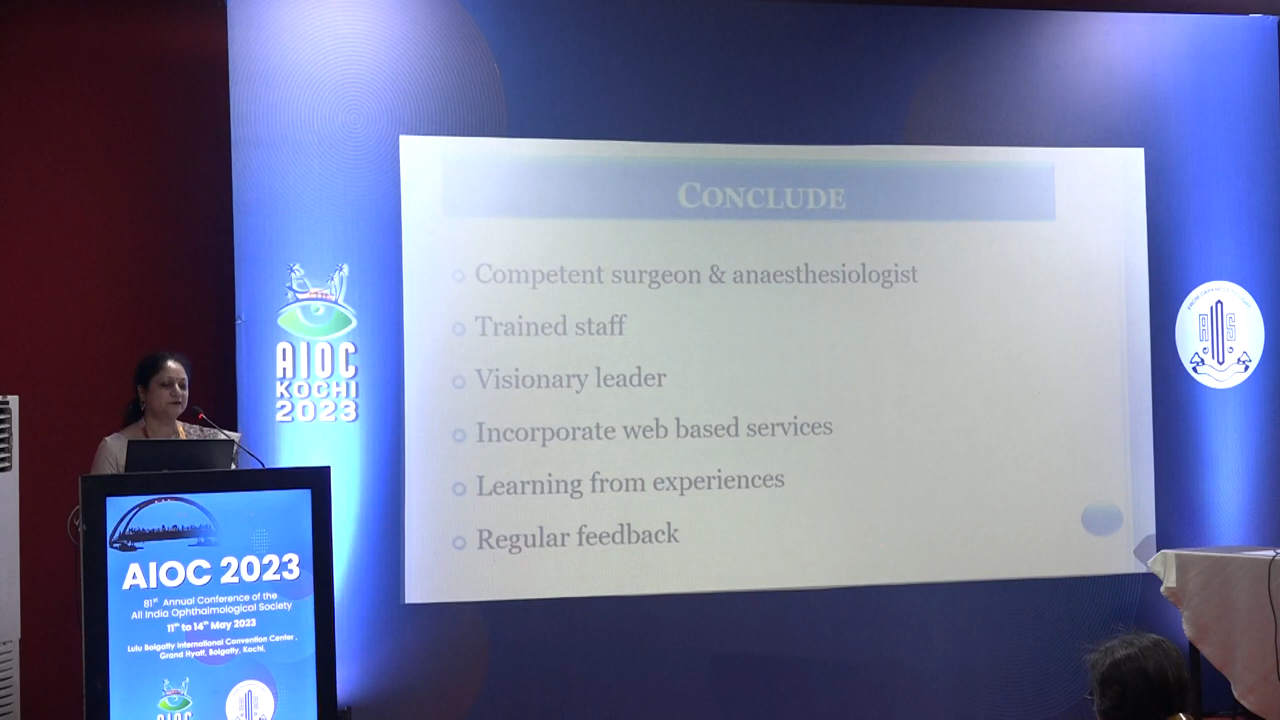 CONCLUDE
Competent surgeon & anaesthesiologist
Trained staff
Visionary leader
Incorporate web based services
Learning from experiences
Regular feedback
AIOC
KOCHI
2023
AIOC 2023
81st Annual Conference of the
All India Ophthalmological Society
11th to 14th May 2023
Lulu Bolgatty International Convention Center,
Grand Hyatt, Bolgatty, Kochi,
AIOC